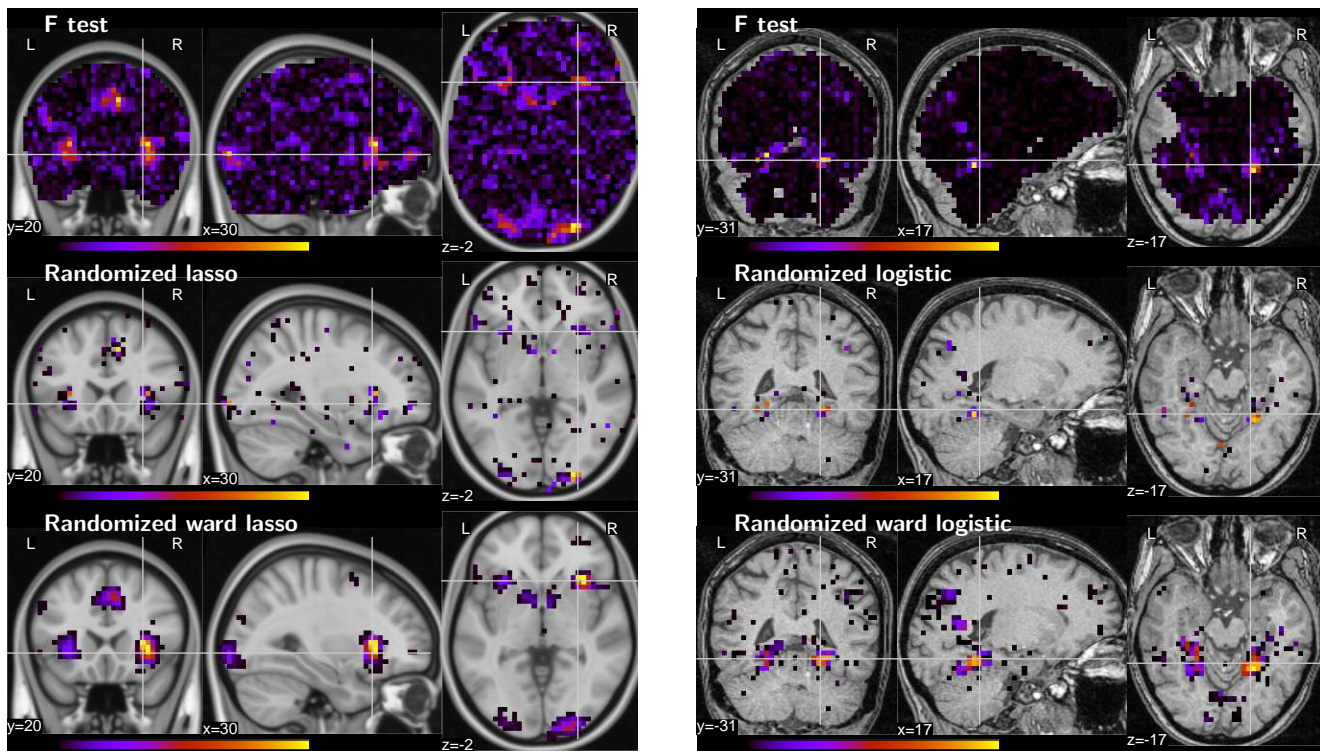 F test
L R
y=20 x=30 z=-2
Randomized lasso
L R
y=20 x=30 z=-2
Randomized ward lasso
L R
y=20 x=30 z=-2
F test
L R
y=-31 x=17 z=-17
Randomized logistic
L R
y=-31 x=17 z=-17
Randomized ward logistic
L R
y=-31 x=17 z=-17